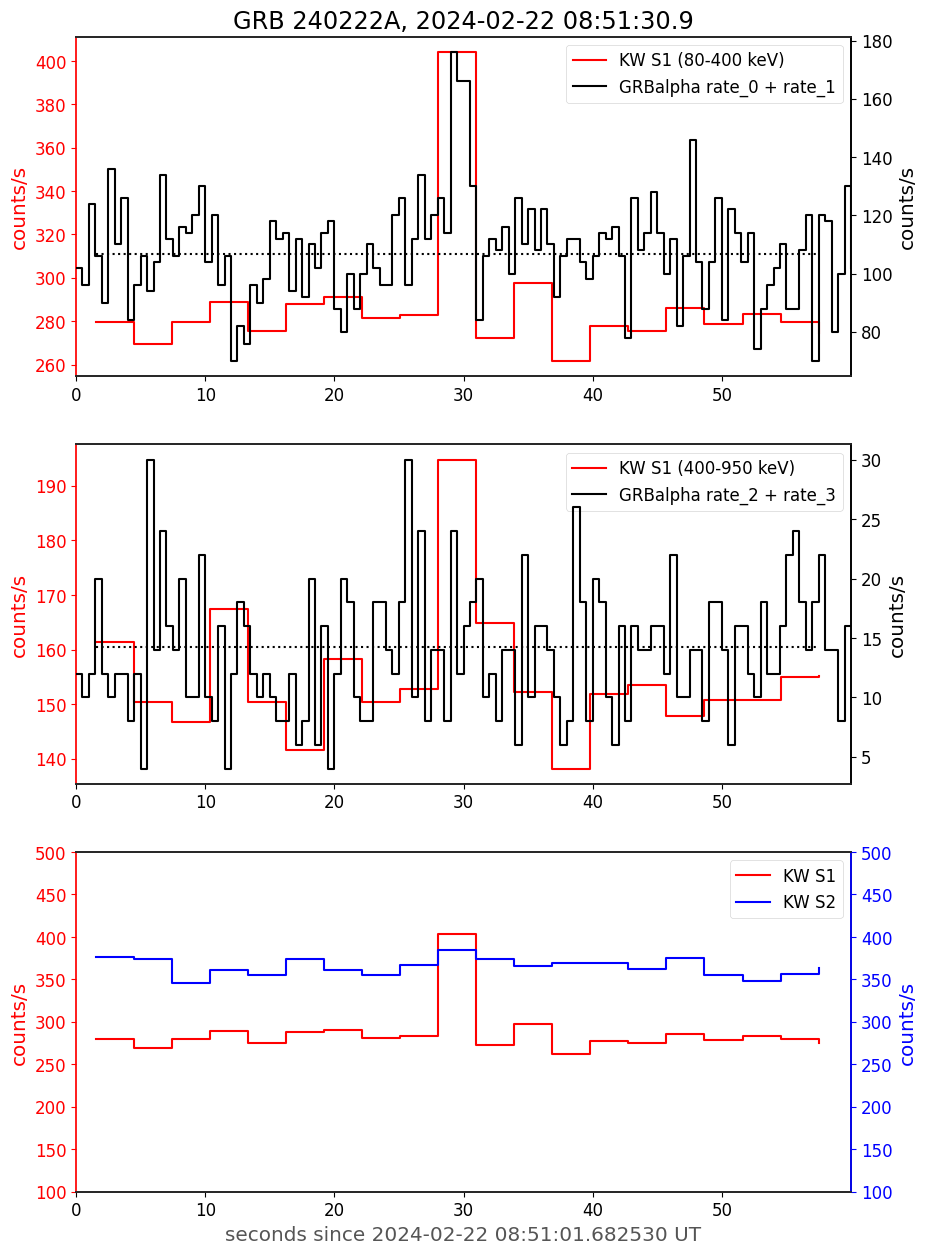 GRB 240222A, 2024-02-22 08:51:30.9
KW S1 (80-400 keV)
GRBalpha rate_0 + rate_1
counts/s
400
380
360
340
320
300
280
260
180
160
140
120
100
80
counts/s
0 10 20 30 40 50
KW S1 (400-950 keV)
GRBalpha rate_2 + rate_3
counts/s
190
180
170
160
150
140
30
25
20
15
10
5
counts/s
0 10 20 30 40 50
KW S1
KW S2
counts/s
500
450
400
350
300
250
200
150
100
500
450
400
350
300
250
200
150
100
counts/s
0 10 20 30 40 50
seconds since 2024-02-22 08:51:01.682530 UT